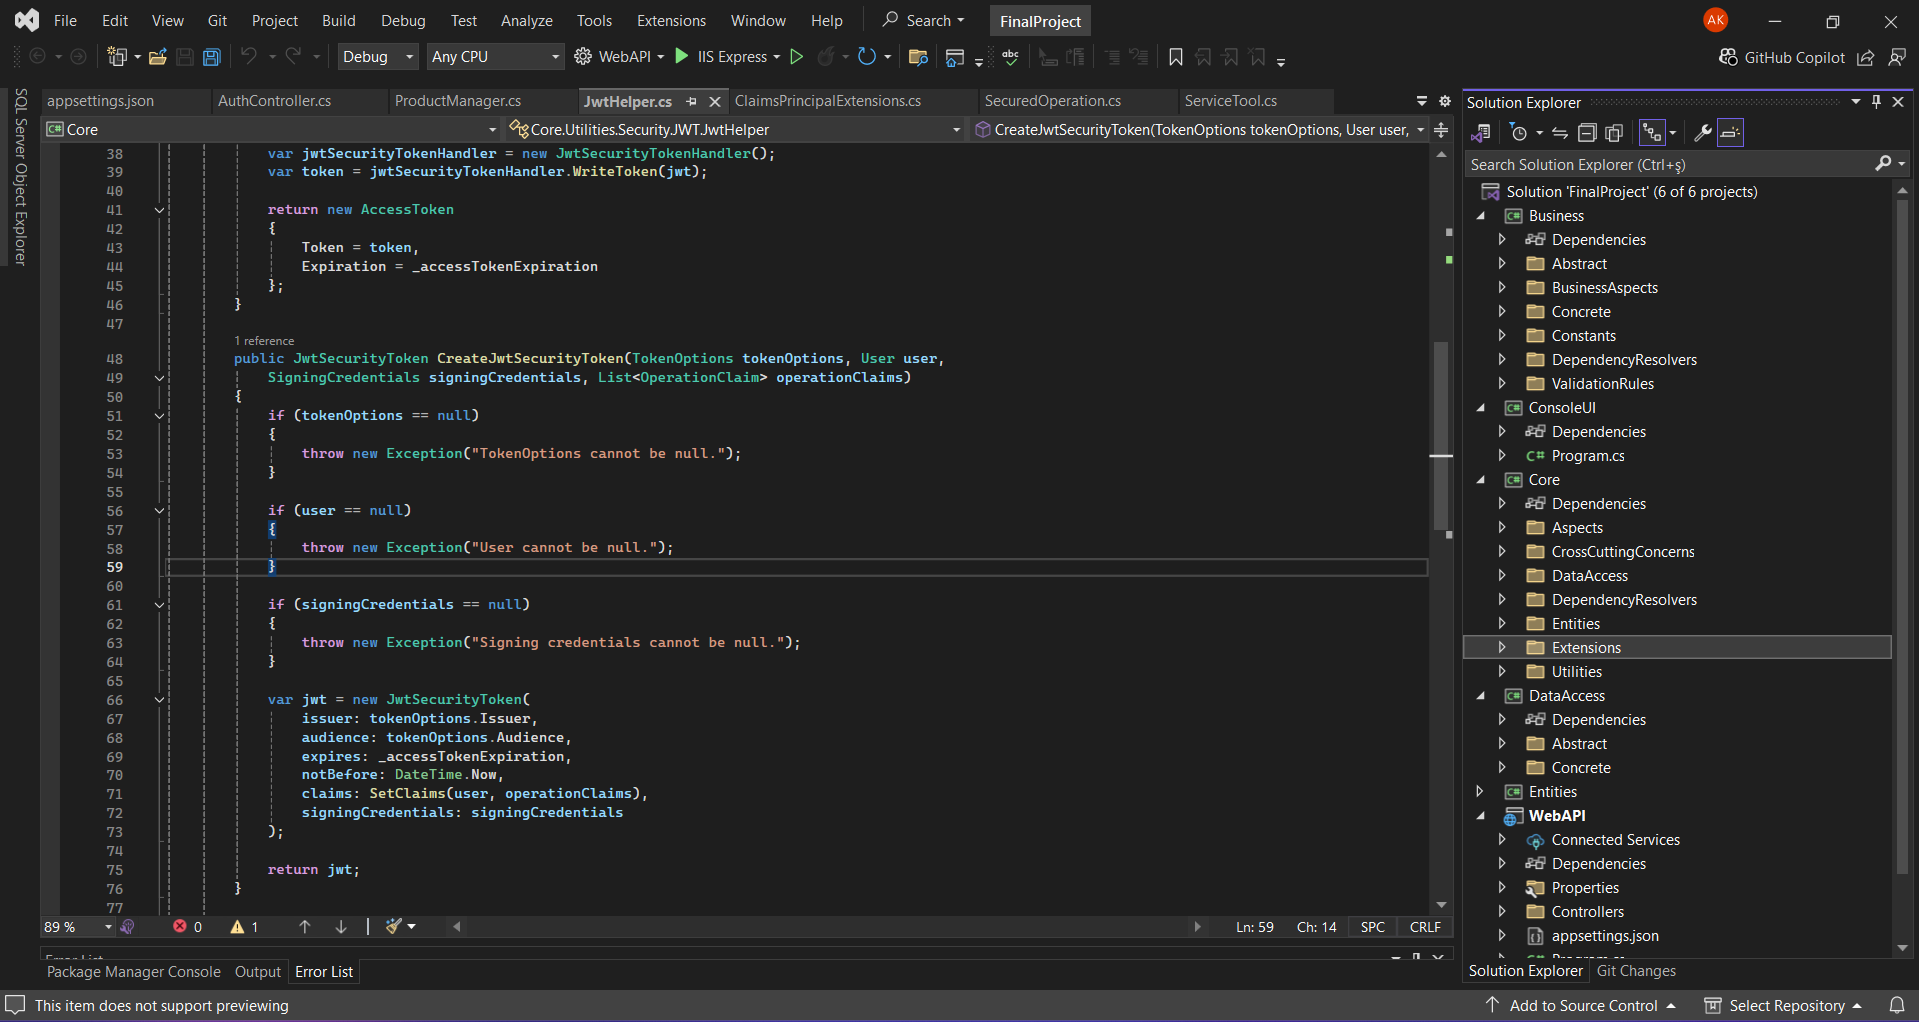 File Edit View Git Project Build Debug Test Analyze Tools Extensions Window Help Search FinalProject AK
Debug Any CPU WebAPI IIS Express abc GitHub Copilot
SQL Server Object Explorer
appsettings.json AuthController.cs ProductManager.cs JwtHelper.cs ClaimsPrincipalExtensions.cs SecuredOperation.cs ServiceTool.cs
C# Core Core.Utilities.Security.JWT.JwtHelper CreateJwtSecurityToken(TokenOptions tokenOptions, User user,
38 var jwtSecurityTokenHandler = new JwtSecurityTokenHandler();
39 var token = jwtSecurityTokenHandler.WriteToken(jwt);
40
41 return new AccessToken
42 {
43 Token = token,
44 Expiration = _accessTokenExpiration
45 };
46 }
47
1 reference
48 public JwtSecurityToken CreateJwtSecurityToken(TokenOptions tokenOptions, User user,
49 SigningCredentials signingCredentials, List<OperationClaim> operationClaims)
50 {
51 if (tokenOptions == null)
52 {
53 throw new Exception("TokenOptions cannot be null.");
54 }
55
56 if (user == null)
57 {
58 throw new Exception("User cannot be null.");
59 }
60
61 if (signingCredentials == null)
62 {
63 throw new Exception("Signing credentials cannot be null.");
64 }
65
66 var jwt = new JwtSecurityToken(
67 issuer: tokenOptions.Issuer,
68 audience: tokenOptions.Audience,
69 expires: _accessTokenExpiration,
70 notBefore: DateTime.Now,
71 claims: SetClaims(user, operationClaims),
72 signingCredentials: signingCredentials
73 );
74
75 return jwt;
76 }
77
89 % 0 1 Ln: 59 Ch: 14 SPC CRLF
Error List
Package Manager Console Output Error List
Solution Explorer
Search Solution Explorer (Ctrl+ş)
Solution 'FinalProject' (6 of 6 projects)
C# Business
Dependencies
Abstract
BusinessAspects
Concrete
Constants
DependencyResolvers
ValidationRules
C# ConsoleUI
Dependencies
C# Program.cs
C# Core
Dependencies
Aspects
CrossCuttingConcerns
DataAccess
DependencyResolvers
Entities
Extensions
Utilities
C# DataAccess
Dependencies
Abstract
Concrete
C# Entities
WebAPI
Connected Services
Dependencies
Properties
Controllers
appsettings.json
C# Program.cs
Solution Explorer Git Changes
This item does not support previewing Add to Source Control Select Repository